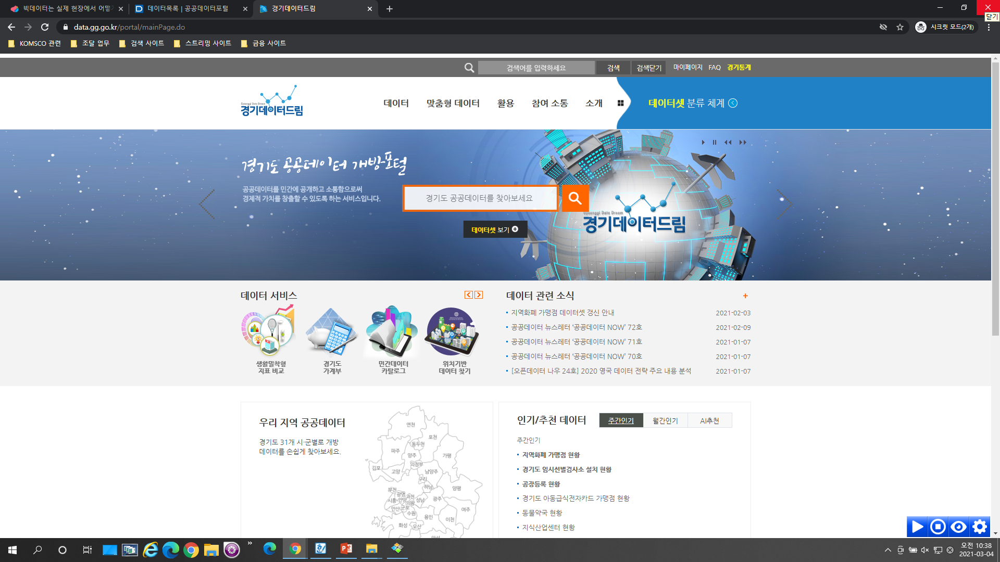 빅데이터는 실제 현장에서 어떻게
데이터목록 | 공공데이터포털
경기데이터드림
닫기
data.gg.go.kr/portal/mainPage.do
시크릿 모드(2개)
KOMSCO 관련
조달 업무
검색 사이트
스트리밍 사이트
금융 사이트
검색어를 입력하세요
검색
검색닫기
마이페이지
FAQ
경기통계
Gyeonggi Data Dream
경기데이터드림
데이터
맞춤형 데이터
활용
참여 소통
소개
데이터셋 분류 체계
경기도 공공데이터 개방포털
공공데이터를 민간에 공개하고 소통함으로써
경제적 가치를 창출할 수 있도록 하는 서비스입니다.
경기도 공공데이터를 찾아보세요
데이터셋 보기
Gyeonggi Data Dream
경기데이터드림
데이터 서비스
생활밀착형
지표 비교
경기도
가계부
민간데이터
카탈로그
위치기반
데이터 찾기
데이터 관련 소식
지역화폐 가맹점 데이터셋 갱신 안내 2021-02-03
공공데이터 뉴스레터 ‘공공데이터 NOW’ 72호 2021-02-09
공공데이터 뉴스레터 ‘공공데이터 NOW’ 71호 2021-01-07
공공데이터 뉴스레터 ‘공공데이터 NOW’ 70호 2021-01-07
[오픈데이터 나우 24호] 2020 영국 데이터 전략 주요 내용 분석 2021-01-07
우리 지역 공공데이터
경기도 31개 시·군별로 개방
데이터를 손쉽게 찾아보세요.
연천
포천
동두천
파주
양주
가평
의정부
김포
고양
남양주
구리
하남
부천
광명
과천
양평
시흥
안양
의왕
성남
광주
안산
군포
여주
수원
용인
이천
화성
오산
안성
인기/추천 데이터
주간인기
월간인기
AI추천
주간인기
지역화폐 가맹점 현황
경기도 임시선별검사소 설치 현황
공장등록 현황
경기도 아동급식전자카드 가맹점 현황
동물약국 현황
지식산업센터 현황
오전 10:38
2021-03-04